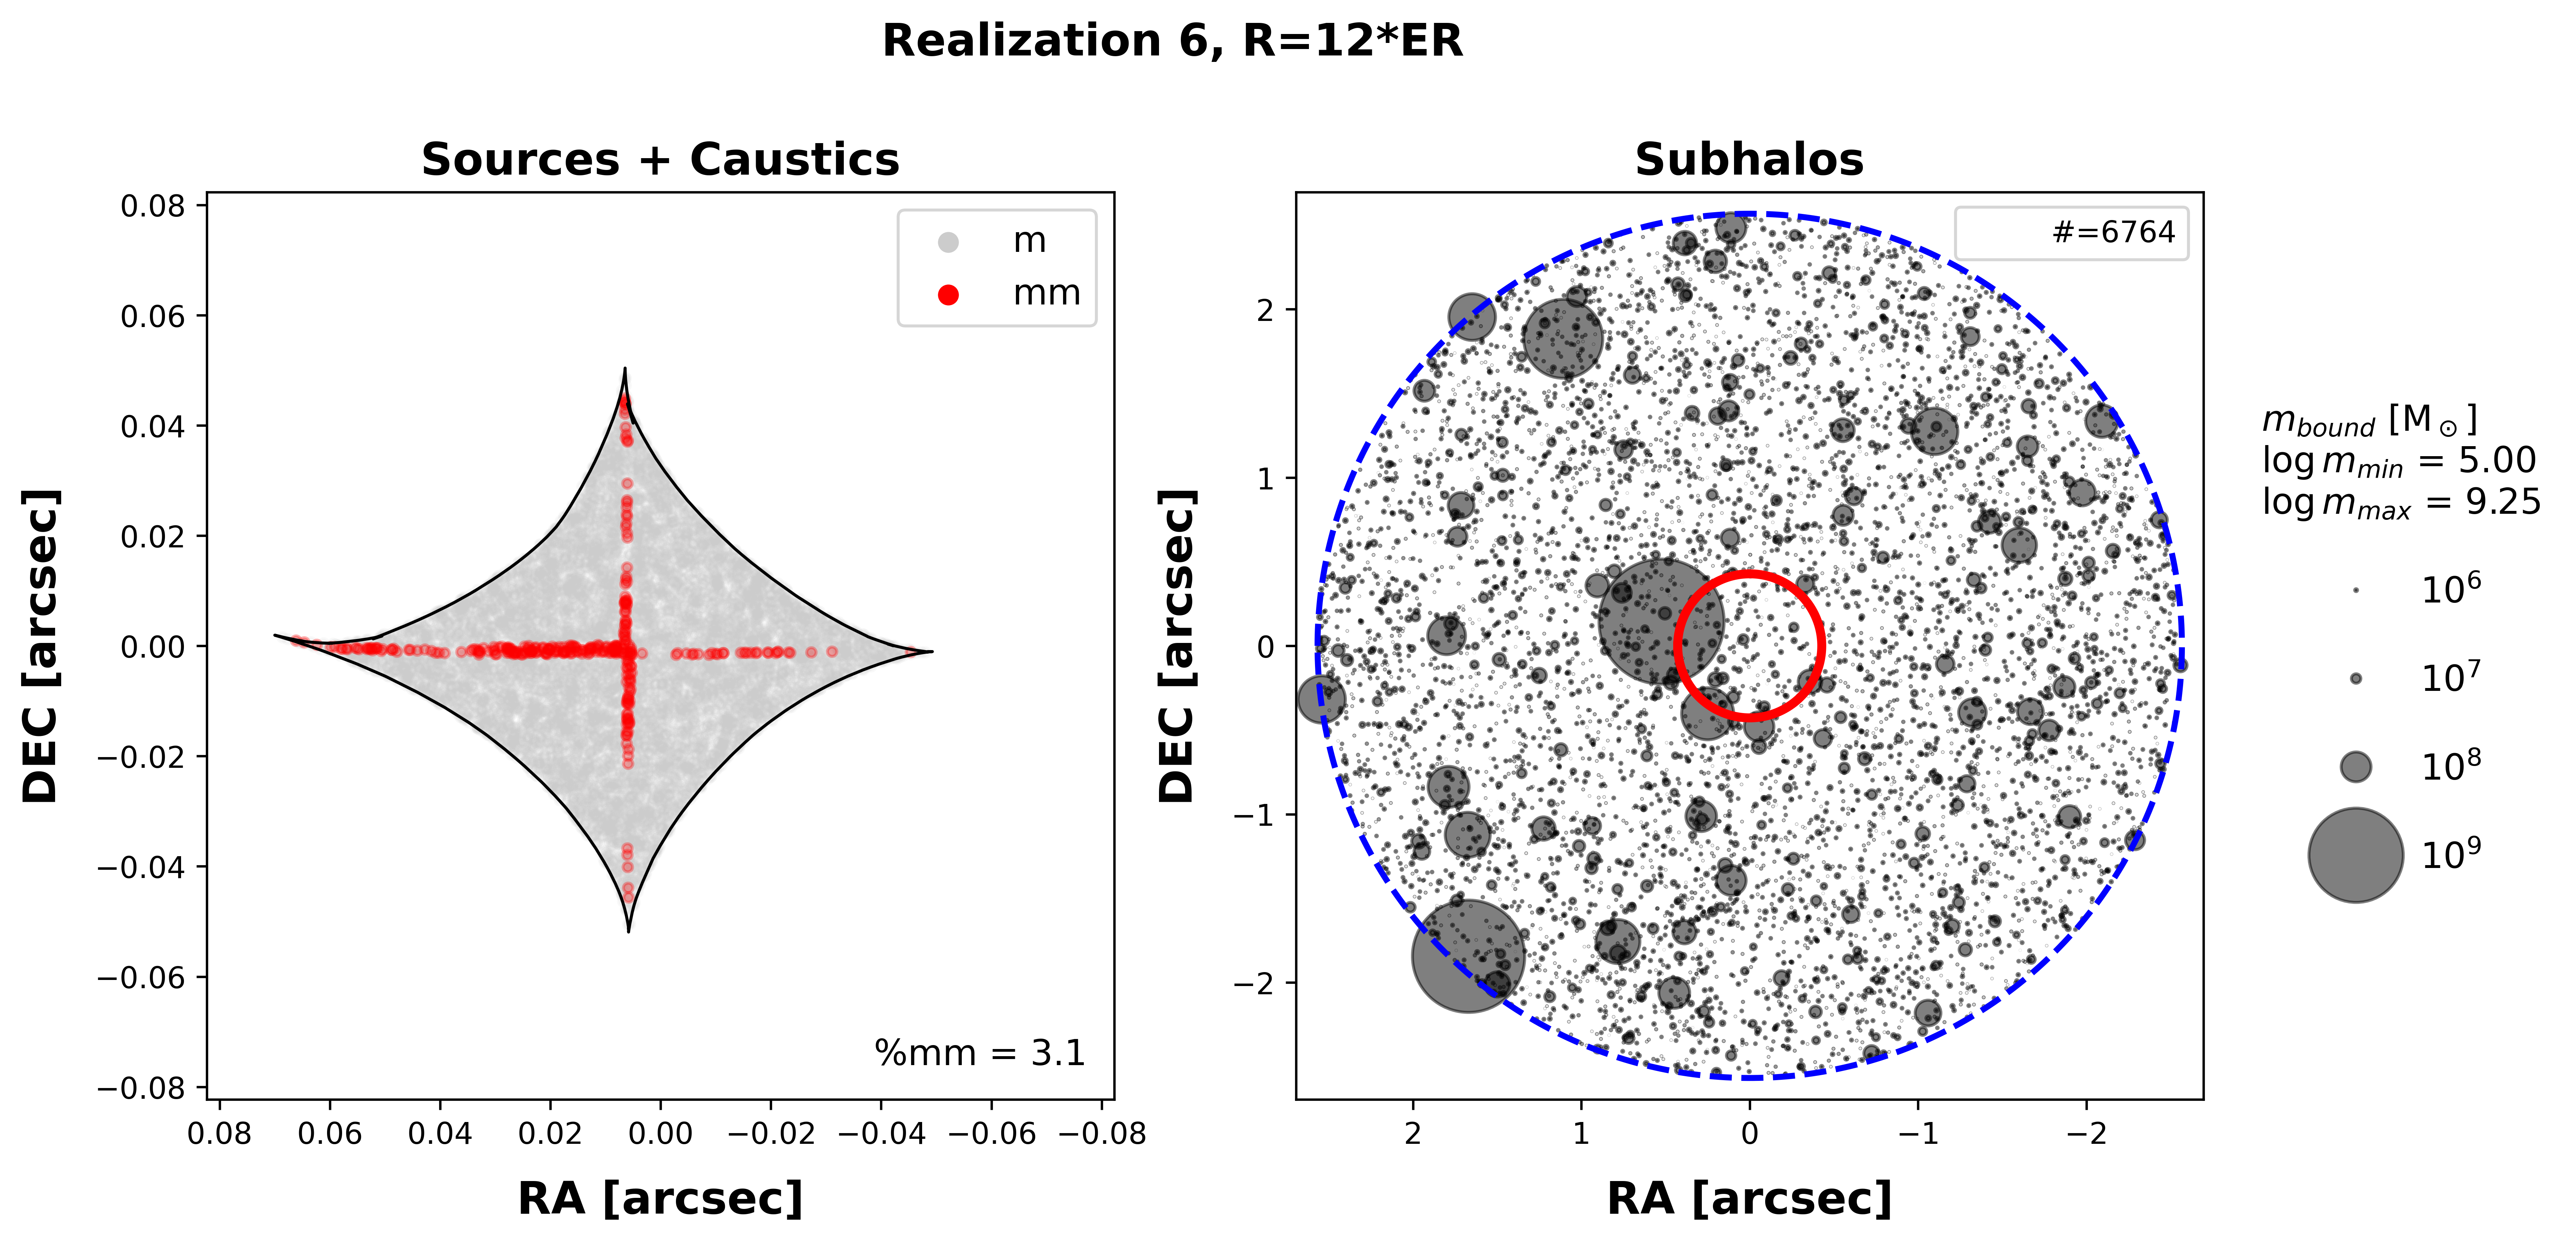 Realization 6, R=12*ER
Sources + Caustics
m
mm
%mm = 3.1
0.08
0.06
0.04
0.02
0.00
−0.02
−0.04
−0.06
−0.08
DEC [arcsec]
0.08
0.06
0.04
0.02
0.00
−0.02
−0.04
−0.06
−0.08
RA [arcsec]
Subhalos
#=6764
2
1
0
−1
−2
DEC [arcsec]
2
1
0
−1
−2
RA [arcsec]
m_bound [M_⊙]
log m_min = 5.00
log m_max = 9.25
10^6
10^7
10^8
10^9